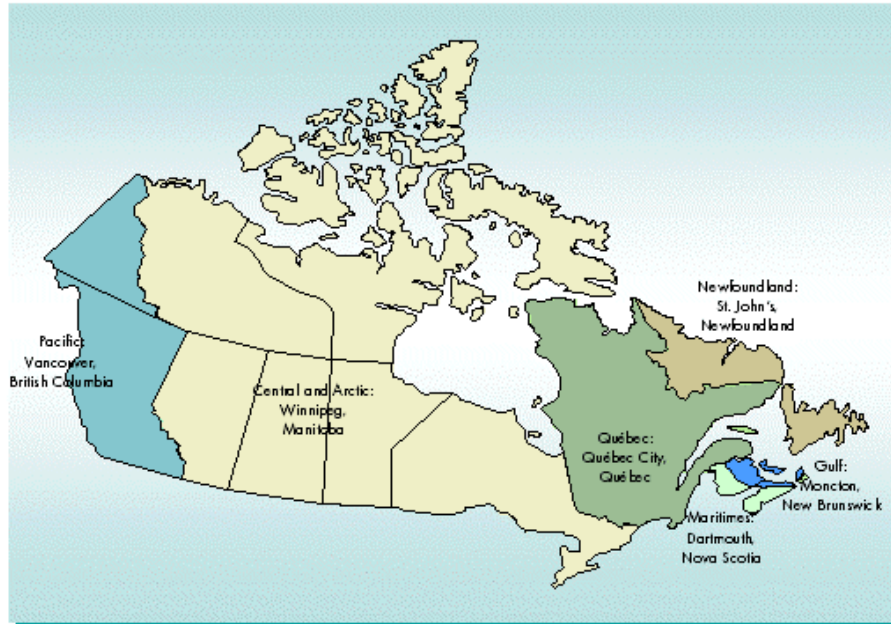 Newfoundland:
St. John's,
Newfoundland
Pacific:
Vancouver,
British Columbia
Central and Arctic:
Winnipeg,
Manitoba
Québec:
Québec City,
Québec
Gulf:
Moncton,
New Brunswick
Maritimes:
Dartmouth,
Nova Scotia